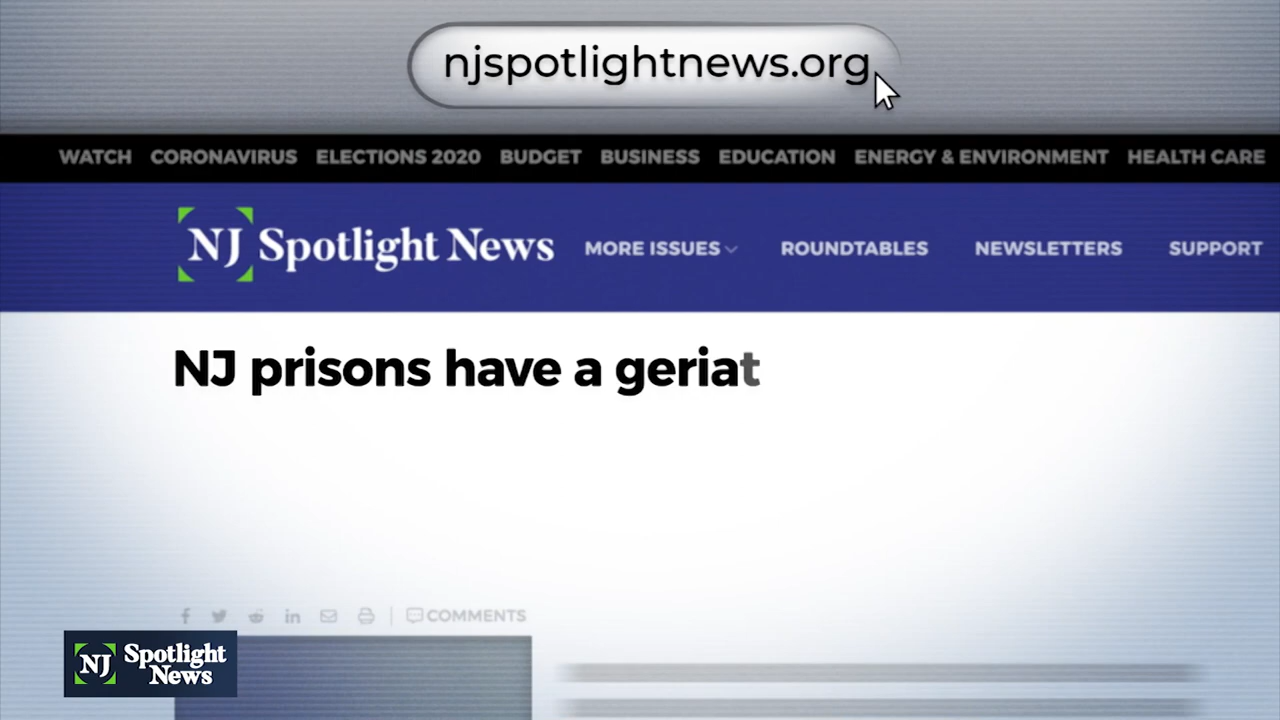 njspotlightnews.org
WATCH CORONAVIRUS ELECTIONS 2020 BUDGET BUSINESS EDUCATION ENERGY & ENVIRONMENT HEALTH CARE
NJ Spotlight News MORE ISSUES ROUNDTABLES NEWSLETTERS SUPPORT
NJ prisons have a geriat
COMMENTS
NJ Spotlight
News